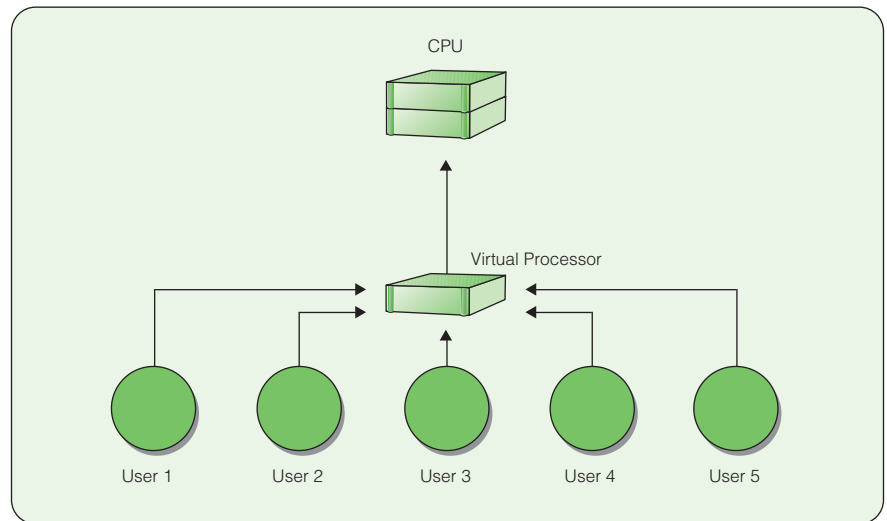 CPU
Virtual Processor
User 1
User 2
User 3
User 4
User 5